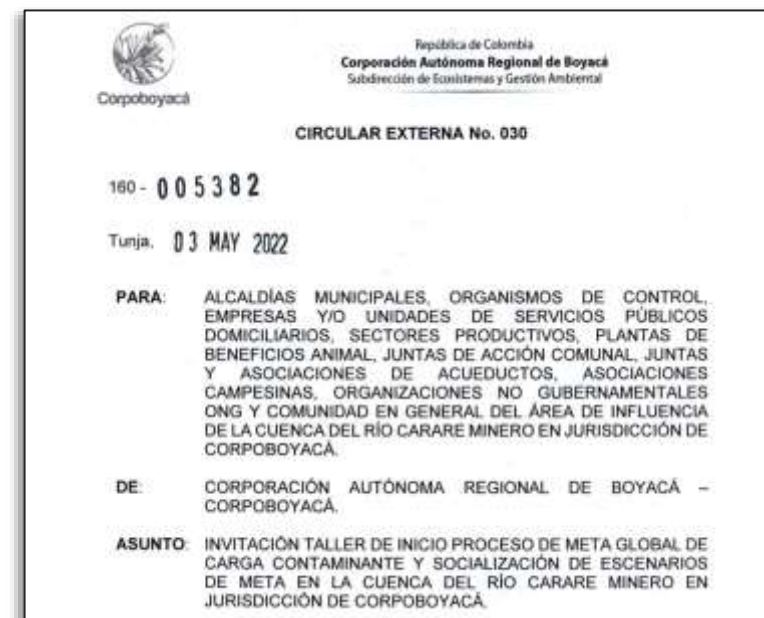 República de Colombia
Corporación Autónoma Regional de Boyacá
Subdirección de Ecosistemas y Gestión Ambiental
Corpoboyacá
CIRCULAR EXTERNA No. 030
160 - 005382
Tunja, 03 MAY 2022
PARA: ALCALDÍAS MUNICIPALES, ORGANISMOS DE CONTROL,
EMPRESAS Y/O UNIDADES DE SERVICIOS PÚBLICOS
DOMICILIARIOS, SECTORES PRODUCTIVOS, PLANTAS DE
BENEFICIOS ANIMAL, JUNTAS DE ACCIÓN COMUNAL, JUNTAS
Y ASOCIACIONES DE ACUEDUCTOS, ASOCIACIONES
CAMPESINAS, ORGANIZACIONES NO GUBERNAMENTALES
ONG Y COMUNIDAD EN GENERAL DEL ÁREA DE INFLUENCIA
DE LA CUENCA DEL RÍO CARARE MINERO EN JURISDICCIÓN DE
CORPOBOYACÁ.
DE: CORPORACIÓN AUTÓNOMA REGIONAL DE BOYACÁ –
CORPOBOYACÁ.
ASUNTO: INVITACIÓN TALLER DE INICIO PROCESO DE META GLOBAL DE
CARGA CONTAMINANTE Y SOCIALIZACIÓN DE ESCENARIOS
DE META EN LA CUENCA DEL RÍO CARARE MINERO EN
JURISDICCIÓN DE CORPOBOYACÁ.